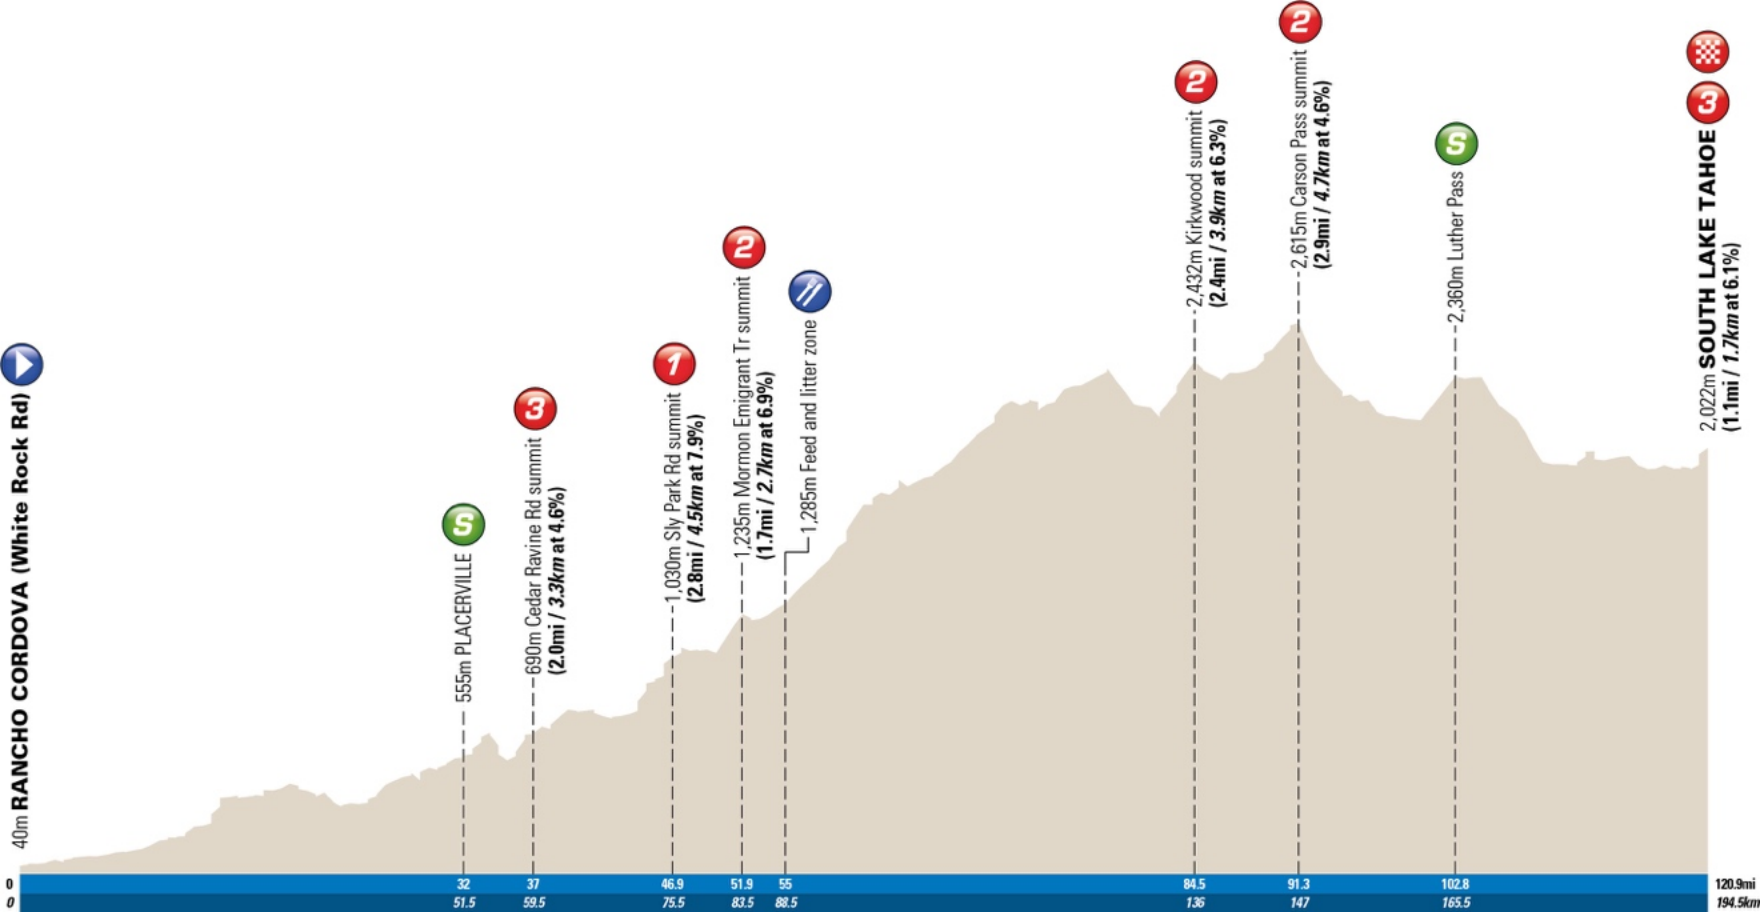 40m RANCHO CORDOVA (White Rock Rd)
S
555m PLACERVILLE
3
690m Cedar Ravine Rd summit
(2.0mi / 3.3km at 4.6%)
1
1,030m Sly Park Rd summit
(2.8mi / 4.5km at 7.9%)
2
1,235m Mormon Emigrant Tr summit
(1.7mi / 2.7km at 6.9%)
1,285m Feed and litter zone
2
2,432m Kirkwood summit
(2.4mi / 3.9km at 6.3%)
2
2,615m Carson Pass summit
(2.9mi / 4.7km at 4.6%)
S
2,360m Luther Pass
3
2,022m SOUTH LAKE TAHOE
(1.1mi / 1.7km at 6.1%)
0 32 37 46.9 51.9 55 84.5 91.3 102.8 120.9mi
0 51.5 59.5 75.5 83.5 88.5 136 147 165.5 194.5km